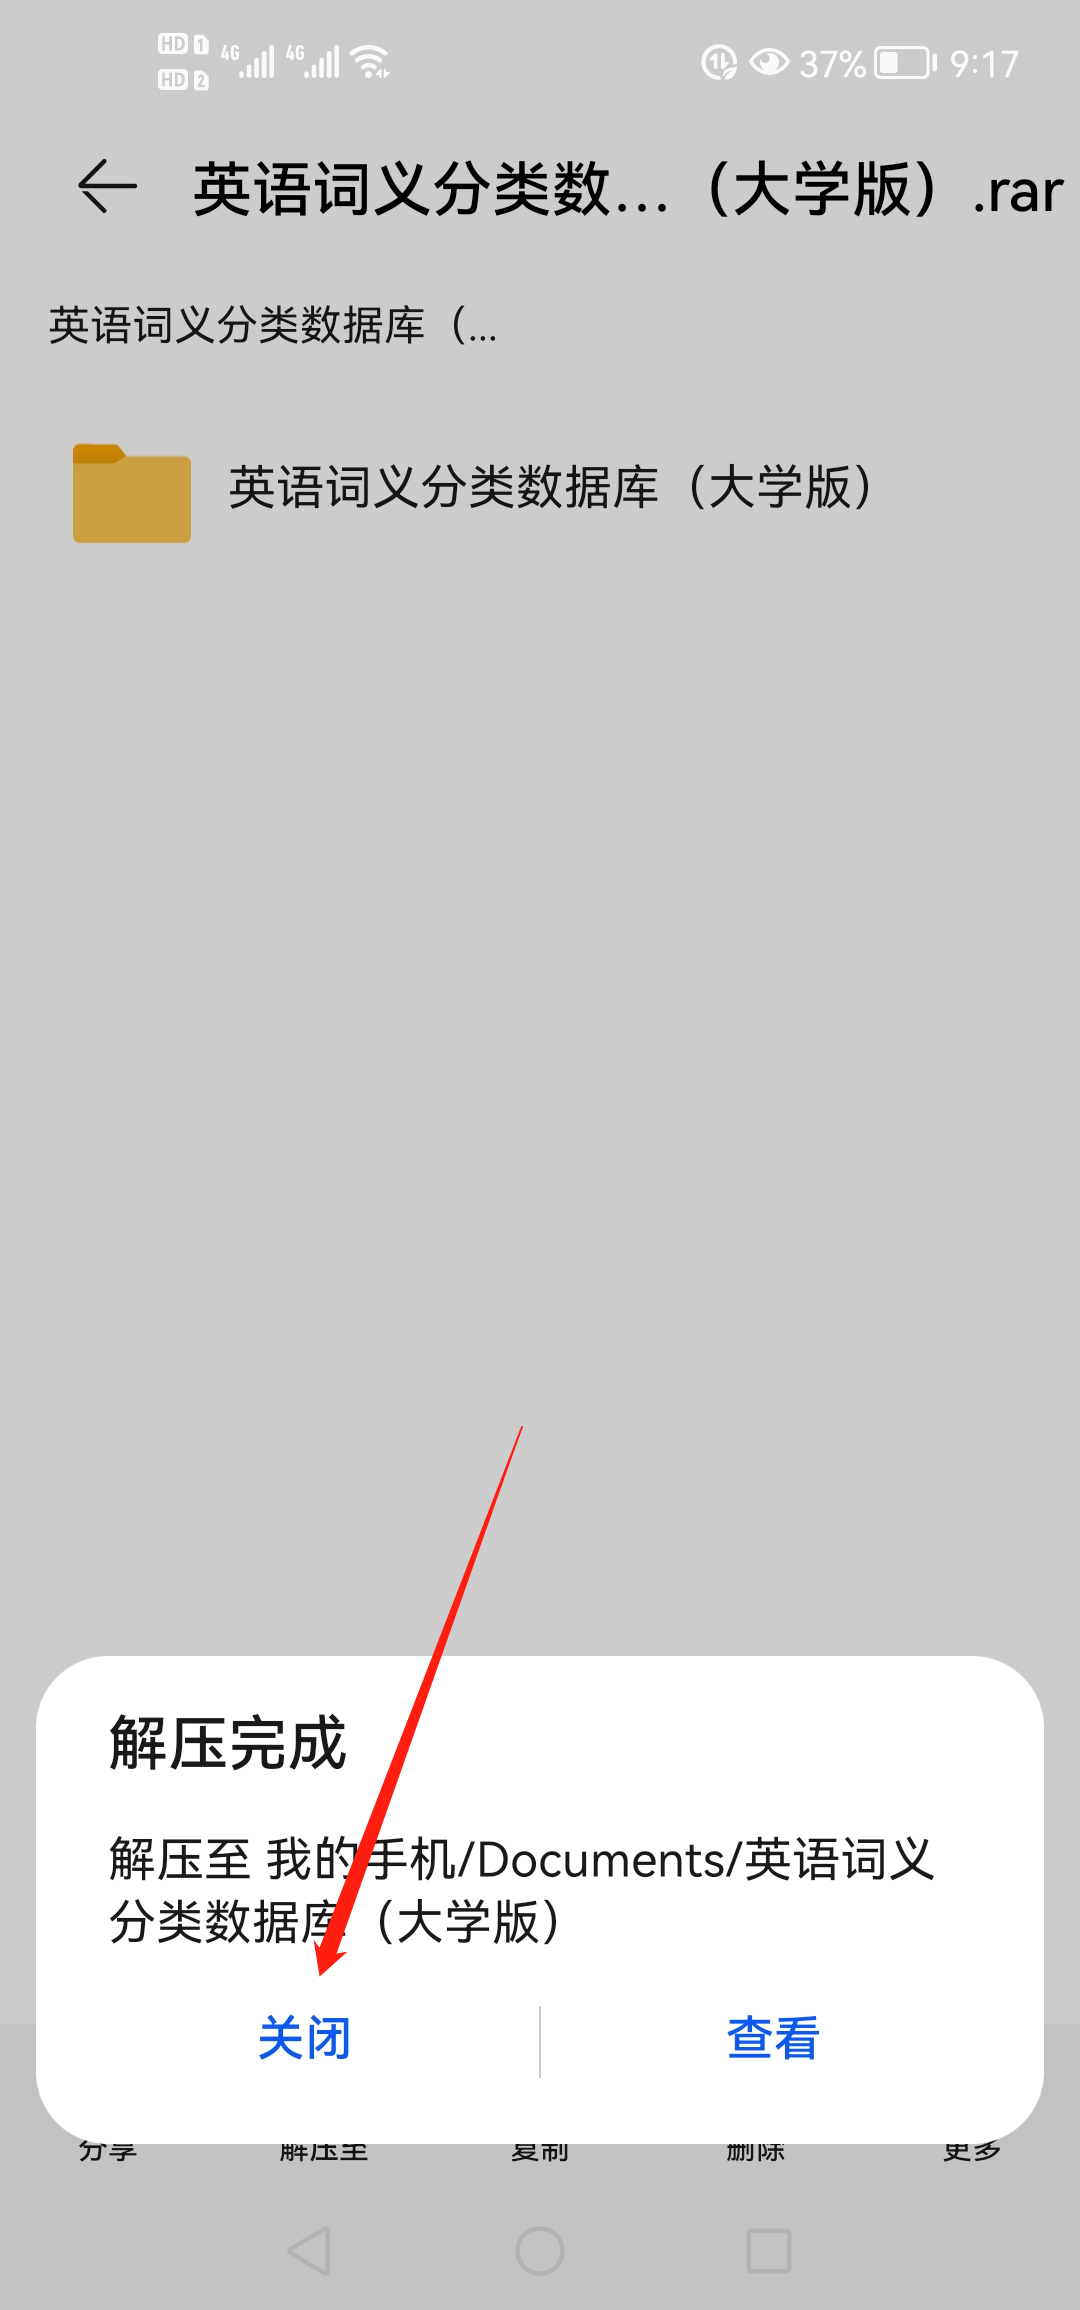 HD 1 4G 4G 37% 9:17
HD 2
英语词义分类数...（大学版）.rar
英语词义分类数据库（...
英语词义分类数据库（大学版）
解压完成
解压至 我的手机/Documents/英语词义
分类数据库（大学版）
关闭 查看
分享 解压至 复制 删除 更多